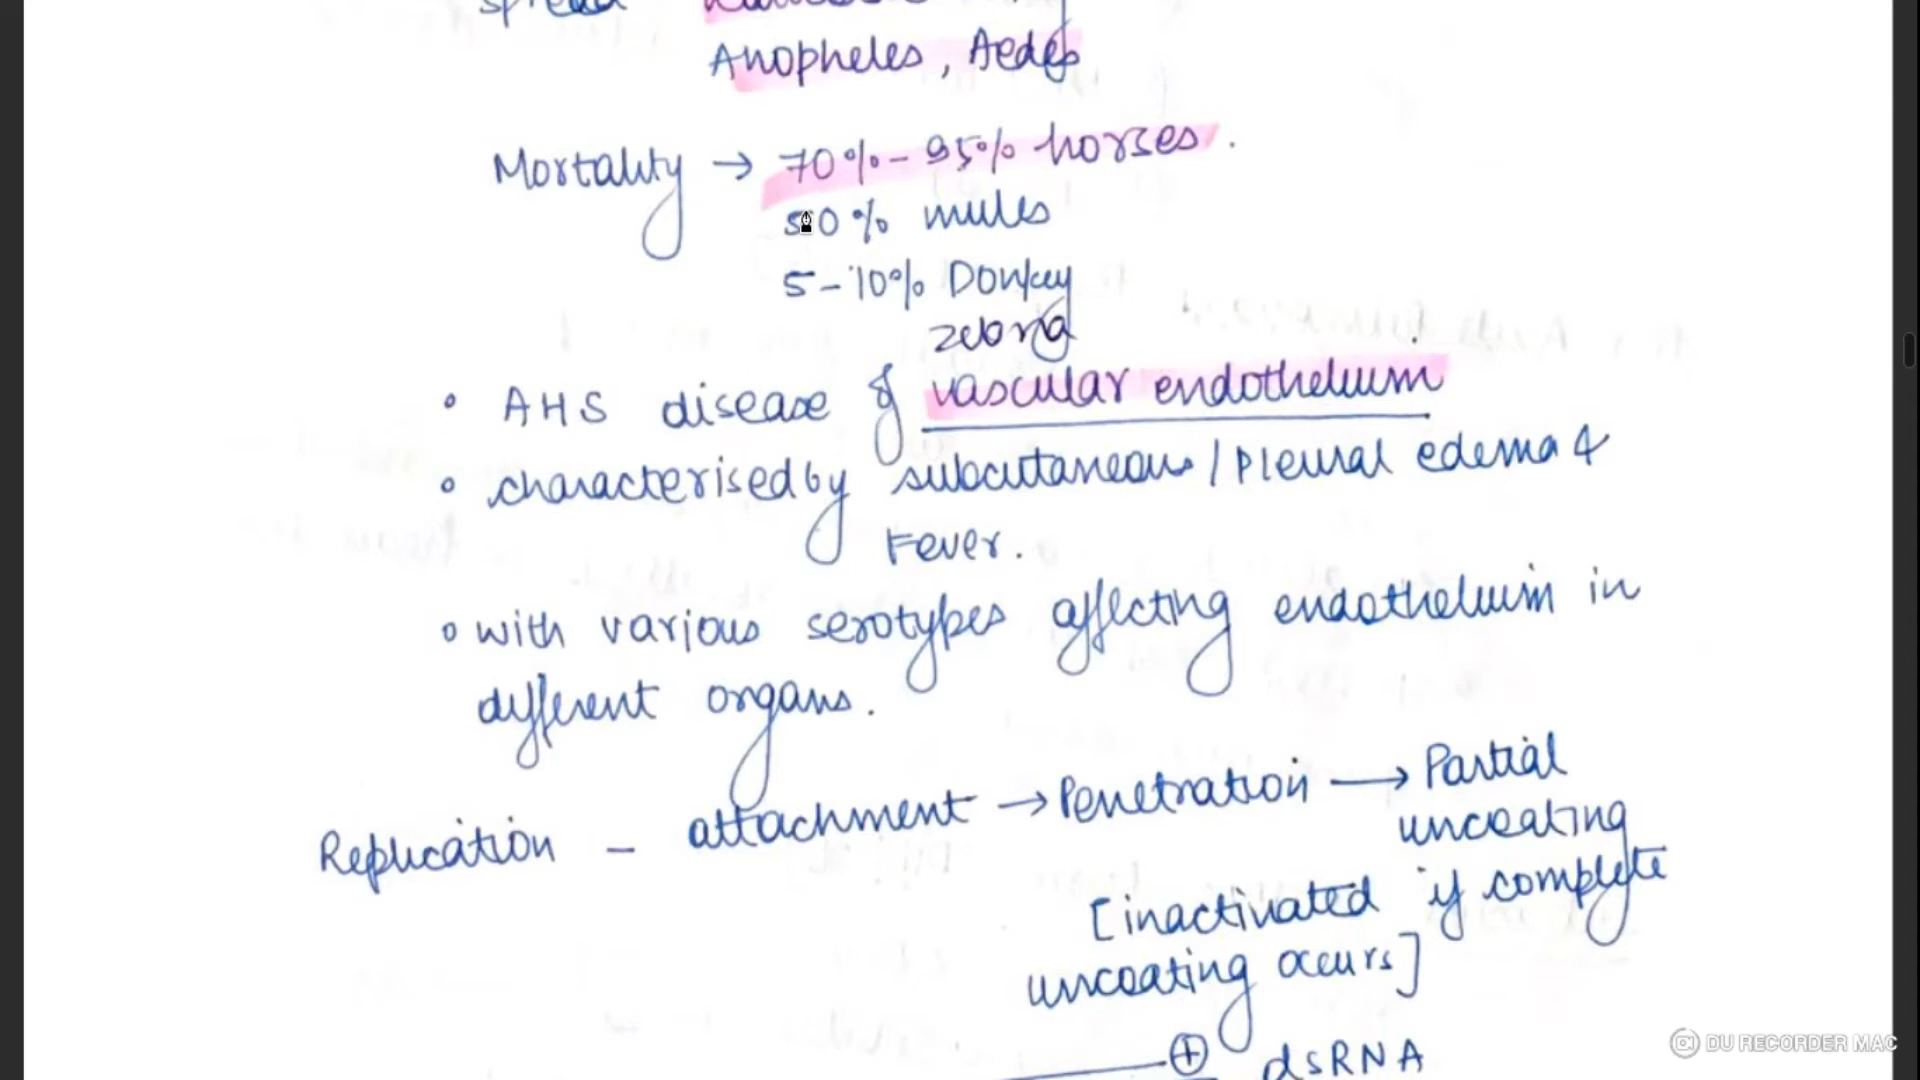 spread
Anopheles, Aedes
Mortality → 70%-95% horses.
50% mules
5-10% Donkey
zebra
• AHS disease of vascular endothelium
• characterised by subcutaneous / Pleural edema &
Fever.
• with various serotypes affecting endothelium in
different organs.
Replication - attachment → Penetration → Partial
uncoating
[inactivated if complete
uncoating occurs]
+ dsRNA
DU RECORDER MAC